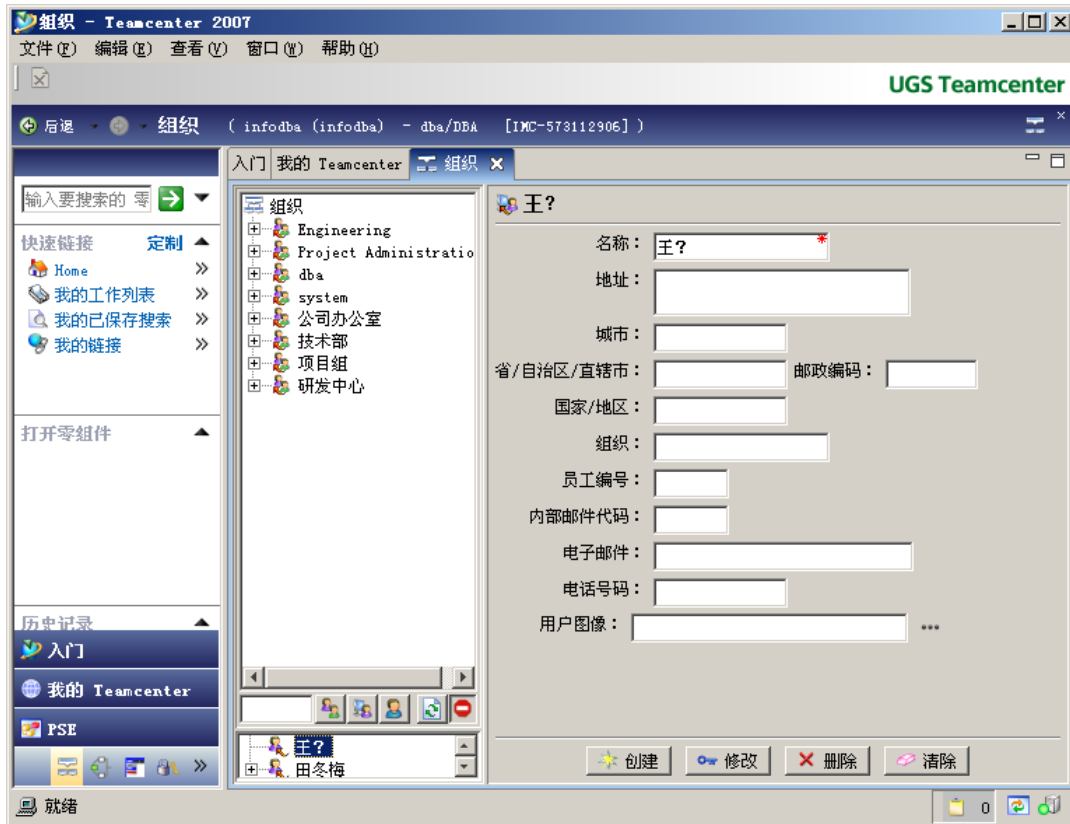 组织 - Teamcenter 2007
文件(F) 编辑(E) 查看(V) 窗口(W) 帮助(H)
UGS Teamcenter
后退 组织 ( infodba (infodba) - dba/DBA [IMC-573112906] )
入门 我的 Teamcenter 组织
输入要搜索的 零
快速链接 定制
Home
我的工作列表
我的已保存搜索
我的链接
打开零组件
历史记录
入门
我的 Teamcenter
PSE
组织
Engineering
Project Administratio
dba
system
公司办公室
技术部
项目组
研发中心
王?
田冬梅
王?
名称：王?
地址：
城市：
省/自治区/直辖市： 邮政编码：
国家/地区：
组织：
员工编号：
内部邮件代码：
电子邮件：
电话号码：
用户图像：
创建 修改 删除 清除
就绪 0